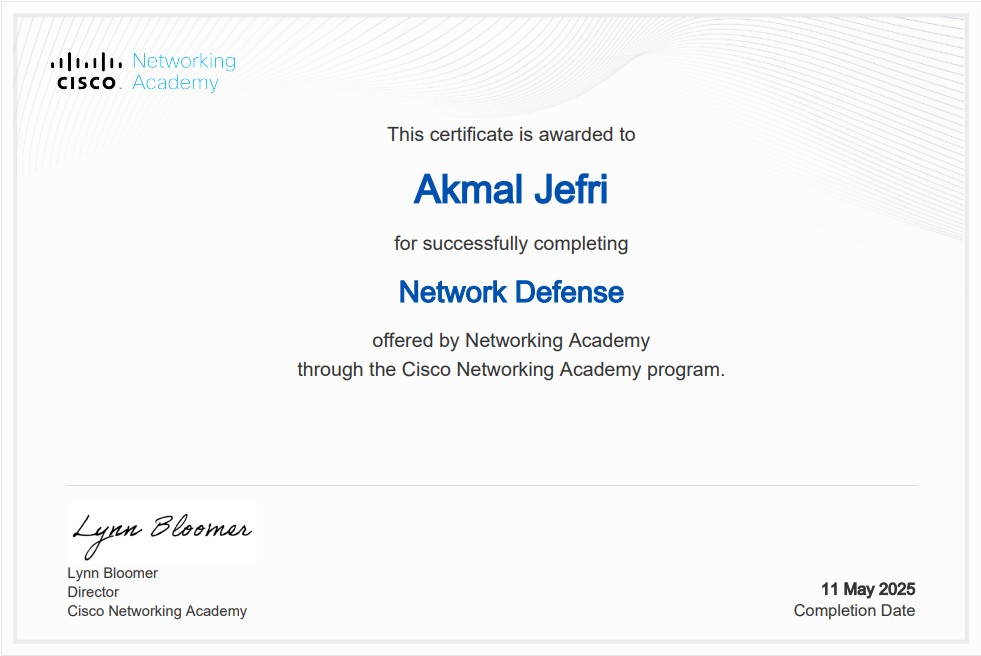 Networking
CISCO Academy
This certificate is awarded to
Akmal Jefri
for successfully completing
Network Defense
offered by Networking Academy
through the Cisco Networking Academy program.
Lynn Bloomer
Lynn Bloomer
Director
Cisco Networking Academy
11 May 2025
Completion Date